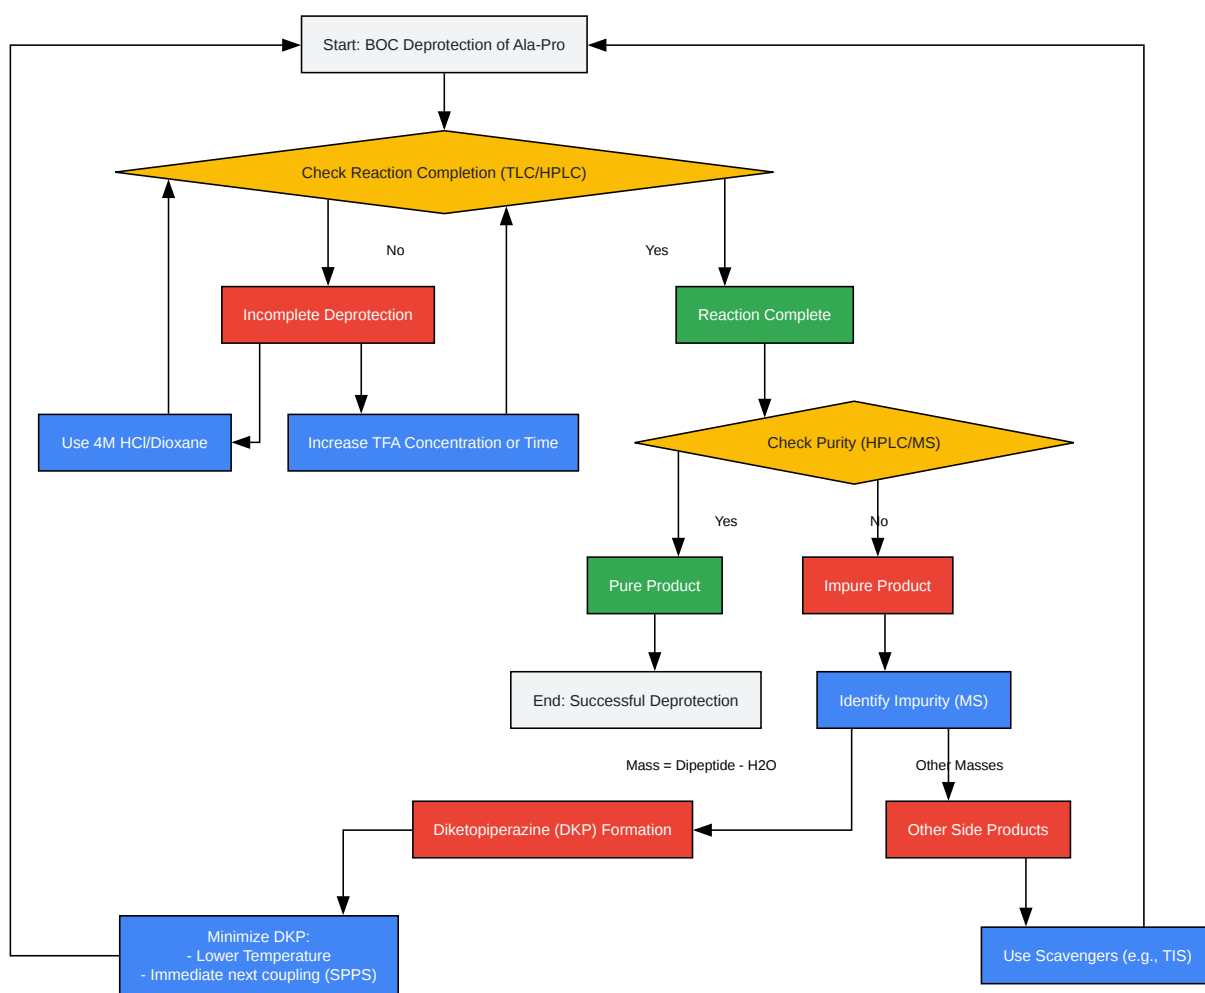 Start: BOC Deprotection of Ala-Pro
Check Reaction Completion (TLC/HPLC)
No
Yes
Incomplete Deprotection
Reaction Complete
Use 4M HCl/Dioxane
Increase TFA Concentration or Time
Check Purity (HPLC/MS)
Yes
No
Pure Product
Impure Product
End: Successful Deprotection
Identify Impurity (MS)
Mass = Dipeptide - H2O
Other Masses
Diketopiperazine (DKP) Formation
Other Side Products
Minimize DKP:
- Lower Temperature
- Immediate next coupling (SPPS)
Use Scavengers (e.g., TIS)